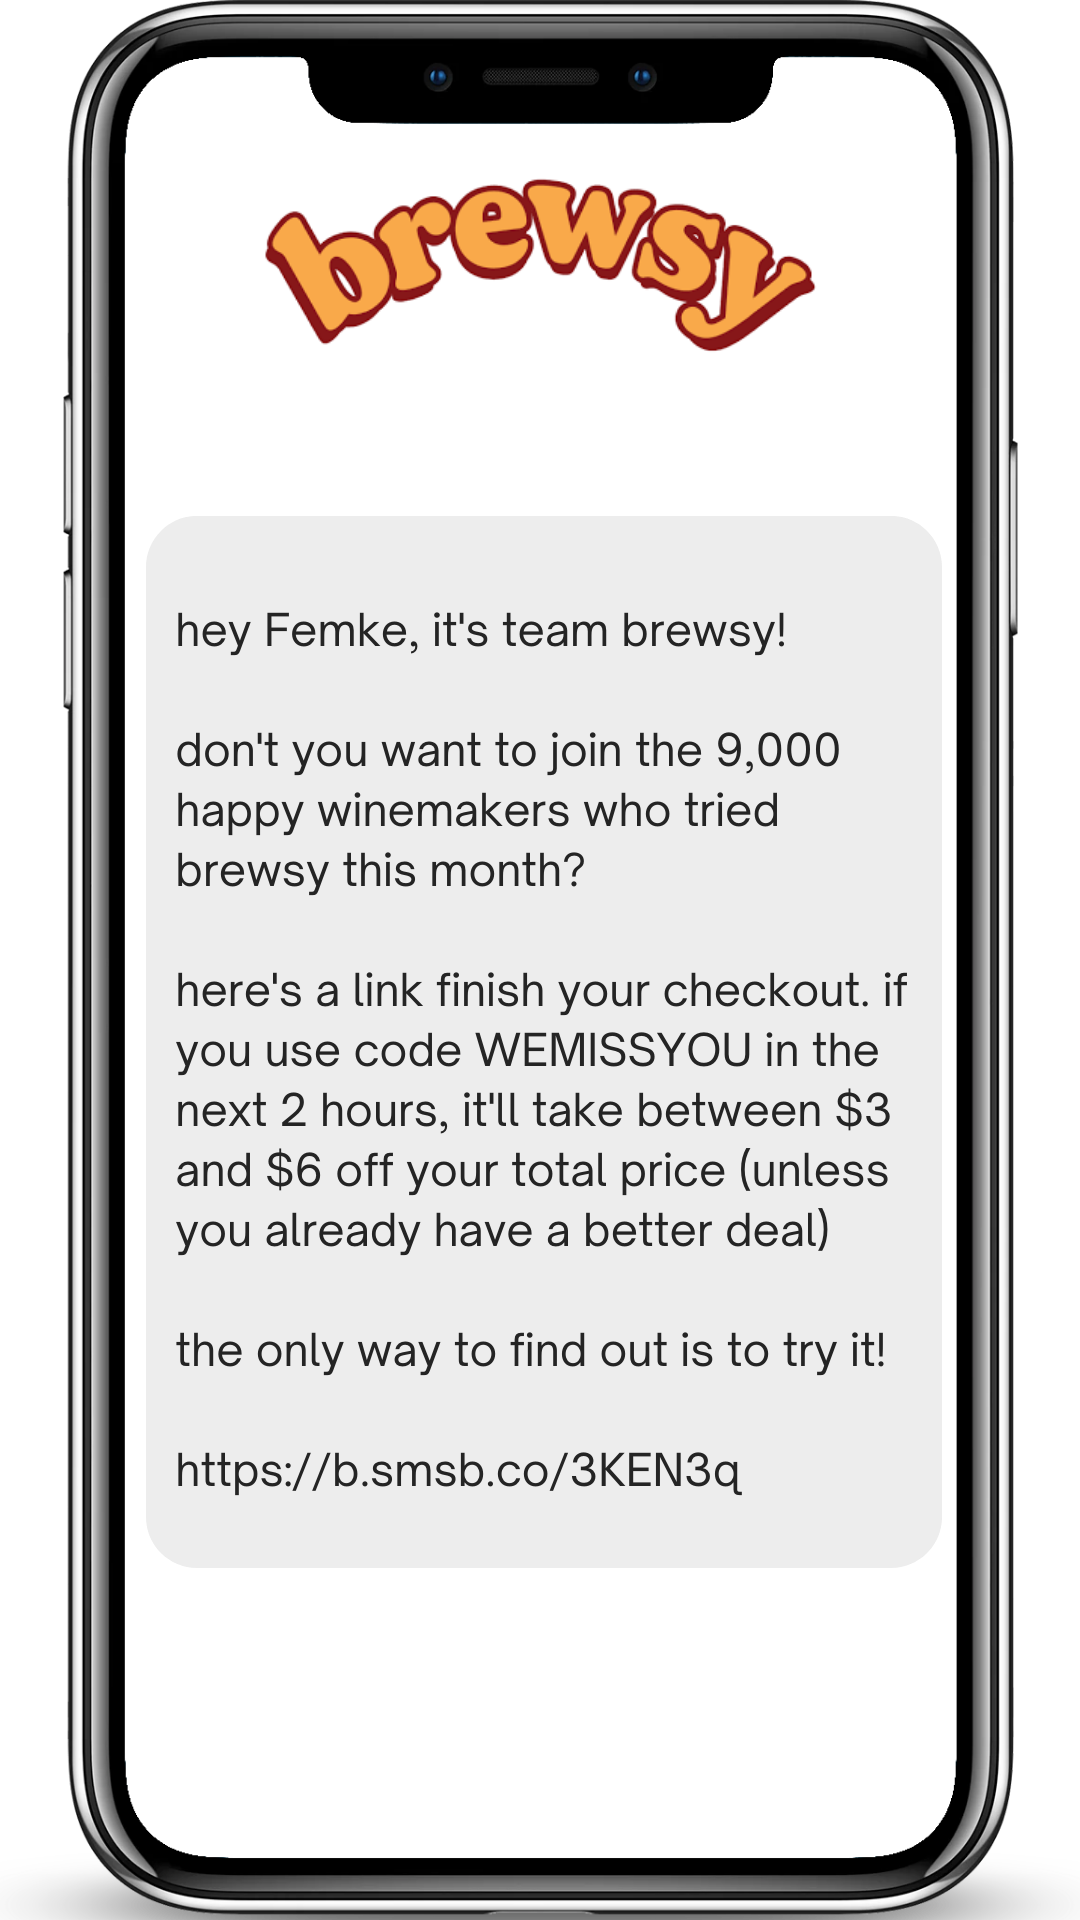 brewsy
hey Femke, it's team brewsy!
don't you want to join the 9,000
happy winemakers who tried
brewsy this month?
here's a link finish your checkout. if
you use code WEMISSYOU in the
next 2 hours, it'll take between $3
and $6 off your total price (unless
you already have a better deal)
the only way to find out is to try it!
https://b.smsb.co/3KEN3q